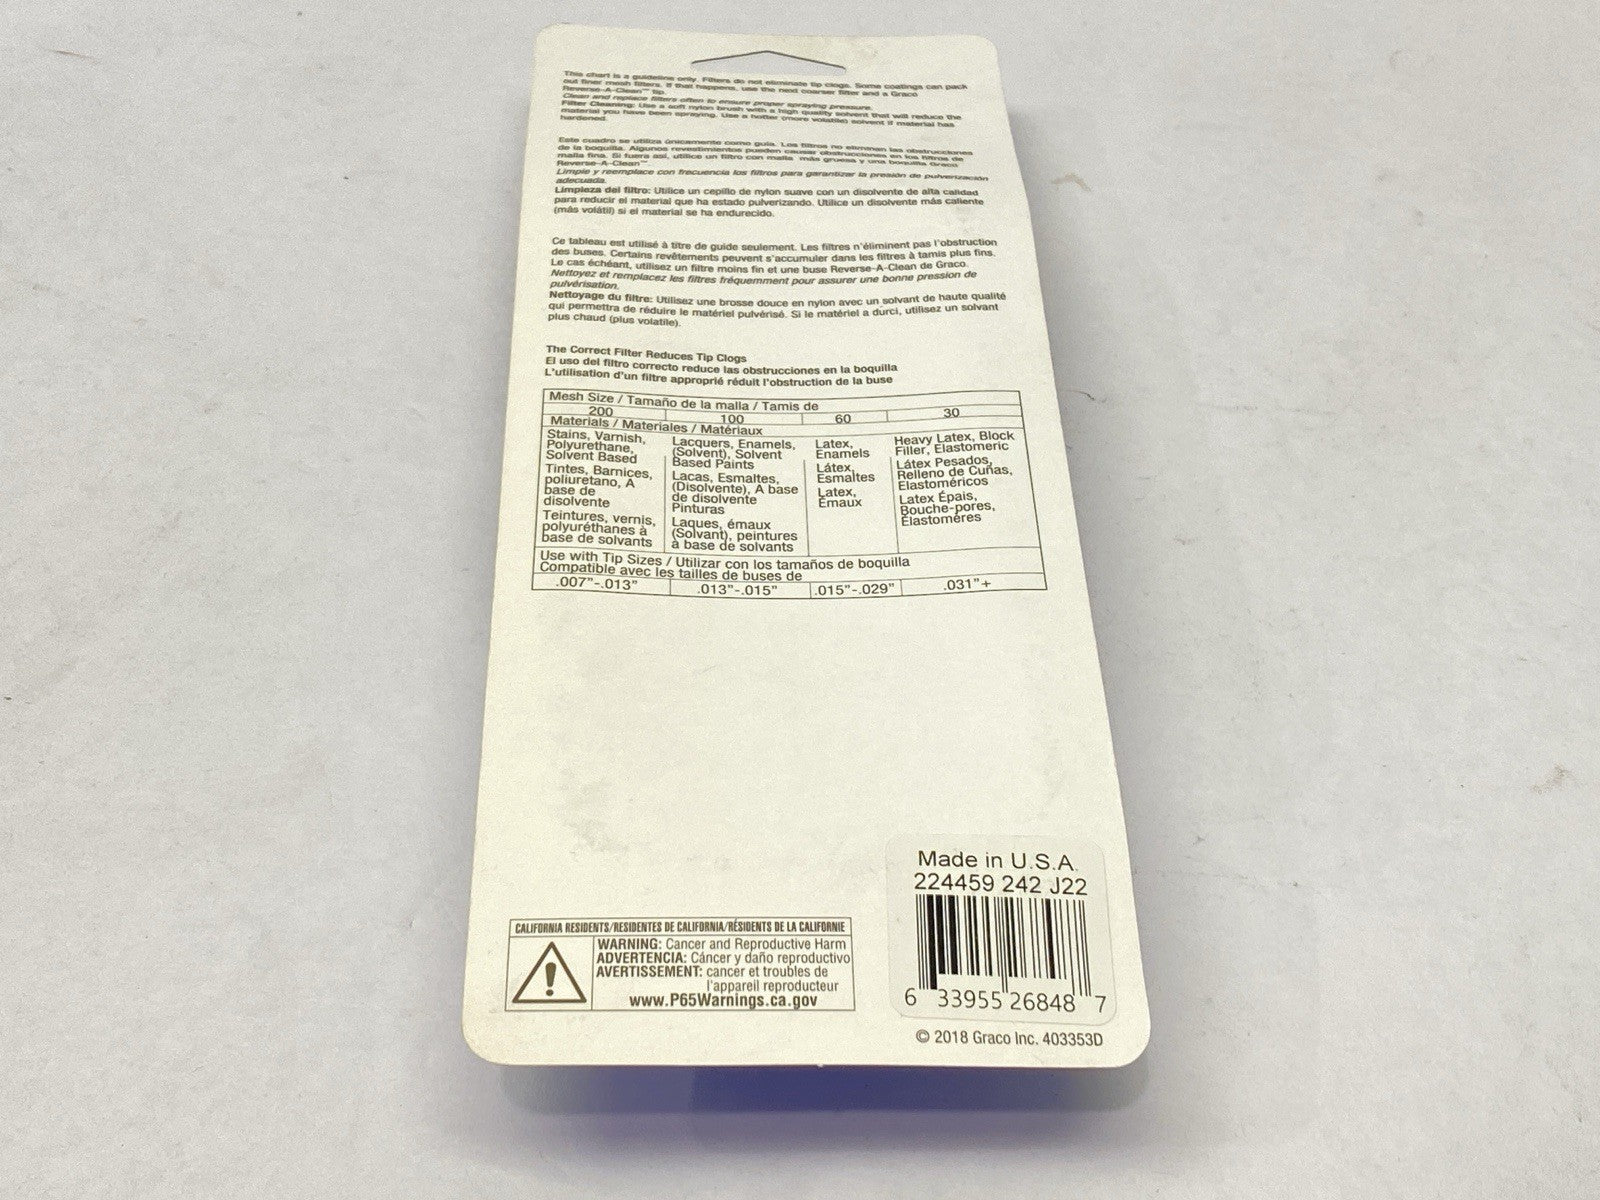 This chart is a guideline only. Filters do not eliminate tip clogs. Some coatings can pack
out finer mesh filters. If that happens, use the next coarser filter and a Graco
Reverse-A-Clean™ tip.
Clean and replace filters often to ensure proper spraying pressure.
Filter Cleaning: Use a soft nylon brush with a high quality solvent that will reduce the
material you have been spraying. Use a hotter (more volatile) solvent if material has
hardened.
Este cuadro se utiliza únicamente como guía. Los filtros no eliminan las obstrucciones
de la boquilla. Algunos revestimientos pueden causar obstrucciones en los filtros de
malla fina. Si fuera así, utilice un filtro con malla más gruesa y una boquilla Graco
Reverse-A-Clean™
Limpie y reemplace con frecuencia los filtros para garantizar la presión de pulverización
adecuada.
Limpieza del filtro: Utilice un cepillo de nylon suave con un disolvente de alta calidad
para reducir el material que ha estado pulverizando. Utilice un disolvente más caliente
(más volátil) si el material se ha endurecido.
Ce tableau est utilisé à titre de guide seulement. Les filtres n'éliminent pas l'obstruction
des buses. Certains revêtements peuvent s'accumuler dans les filtres à tamis plus fins.
Le cas échéant, utilisez un filtre moins fin et une buse Reverse-A-Clean de Graco.
Nettoyez et remplacez les filtres fréquemment pour assurer une bonne pression de
pulvérisation.
Nettoyage du filtre: Utilisez une brosse douce en nylon avec un solvant de haute qualité
qui permettra de réduire le matériel pulvérisé. Si le matériel a durci, utilisez un solvant
plus chaud (plus volatile).
The Correct Filter Reduces Tip Clogs
El uso del filtro correcto reduce las obstrucciones en la boquilla
L'utilisation d'un filtre approprié réduit l'obstruction de la buse
Mesh Size / Tamaño de la malla / Tamis de
200 100 60 30
Materials / Materiales / Matériaux
Stains, Varnish,
Polyurethane,
Solvent Based
Tintes, Barnices,
poliuretano, A
base de
disolvente
Teintures, vernis,
polyuréthanes à
base de solvants
Lacquers, Enamels,
(Solvent), Solvent
Based Paints
Lacas, Esmaltes,
(Disolvente), A base
de disolvente
Pinturas
Laques, émaux
(Solvant), peintures
à base de solvants
Latex,
Enamels
Látex,
Esmaltes
Latex,
Émaux
Heavy Latex, Block
Filler, Elastomeric
Látex Pesados,
Relleno de Cuñas,
Elastoméricos
Latex Épais,
Bouche-pores,
Élastomères
Use with Tip Sizes / Utilizar con los tamaños de boquilla
Compatible avec les tailles de buses de
.007"-.013" .013"-.015" .015"-.029" .031"+
Made in U.S.A.
224459 242 J22
6 33955 26848 7
CALIFORNIA RESIDENTS/RESIDENTES DE CALIFORNIA/RÉSIDENTS DE LA CALIFORNIE
WARNING: Cancer and Reproductive Harm
ADVERTENCIA: Cáncer y daño reproductivo
AVERTISSEMENT: cancer et troubles de
l'appareil reproducteur
www.P65Warnings.ca.gov
© 2018 Graco Inc. 403353D